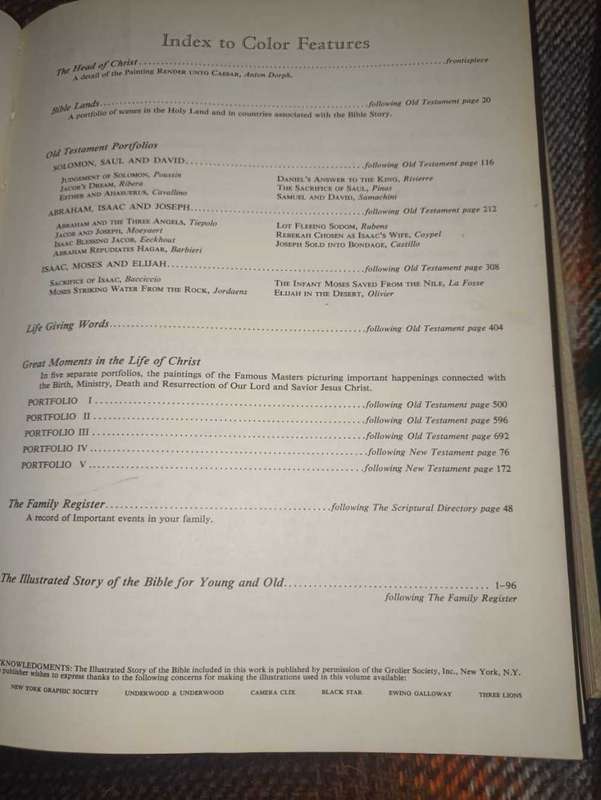 Index to Color Features
The Head of Christ........................................frontispiece
A detail of the Painting RENDER UNTO CAESAR, Anton Dorph.
Bible Lands........................................following Old Testament page 20
A portfolio of scenes in the Holy Land and in countries associated with the Bible Story.
Old Testament Portfolios
SOLOMON, SAUL AND DAVID........................................following Old Testament page 116
JUDGEMENT OF SOLOMON, Poussin
JACOB'S DREAM, Ribera
ESTHER AND AHASUERUS, Cavallino
DANIEL'S ANSWER TO THE KING, Rivierre
THE SACRIFICE OF SAUL, Pinas
SAMUEL AND DAVID, Samachini
ABRAHAM, ISAAC AND JOSEPH........................................following Old Testament page 212
ABRAHAM AND THE THREE ANGELS, Tiepolo
JACOB AND JOSEPH, Moeyaert
ISAAC BLESSING JACOB, Eeckhout
ABRAHAM REPUDIATES HAGAR, Barbieri
LOT FLEEING SODOM, Rubens
REBEKAH CHOSEN AS ISAAC'S WIFE, Coypel
JOSEPH SOLD INTO BONDAGE, Castillo
ISAAC, MOSES AND ELIJAH........................................following Old Testament page 308
SACRIFICE OF ISAAC, Bacciccio
MOSES STRIKING WATER FROM THE ROCK, Jordaens
THE INFANT MOSES SAVED FROM THE NILE, La Fosse
ELIJAH IN THE DESERT, Olivier
Life Giving Words........................................following Old Testament page 404
Great Moments in the Life of Christ
In five separate portfolios, the paintings of the Famous Masters picturing important happenings connected with
the Birth, Ministry, Death and Resurrection of Our Lord and Savior Jesus Christ.
PORTFOLIO I........................................following Old Testament page 500
PORTFOLIO II........................................following Old Testament page 596
PORTFOLIO III........................................following Old Testament page 692
PORTFOLIO IV........................................following New Testament page 76
PORTFOLIO V........................................following New Testament page 172
The Family Register........................................following The Scriptural Directory page 48
A record of Important events in your family.
The Illustrated Story of the Bible for Young and Old........................................1–96
following The Family Register
KNOWLEDGMENTS: The Illustrated Story of the Bible included in this work is published by permission of the Grolier Society, Inc., New York, N.Y.
publisher wishes to express thanks to the following concerns for making the illustrations used in this volume available:
NEW YORK GRAPHIC SOCIETY UNDERWOOD & UNDERWOOD CAMERA CLIX BLACK STAR EWING GALLOWAY THREE LIONS